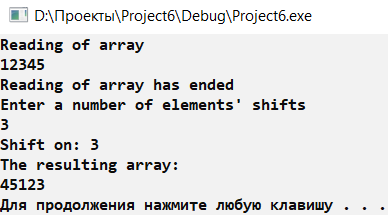 D:\Проекты\Project6\Debug\Project6.exe
Reading of array
12345
Reading of array has ended
Enter a number of elements' shifts
3
Shift on: 3
The resulting array:
45123
Для продолжения нажмите любую клавишу . . .